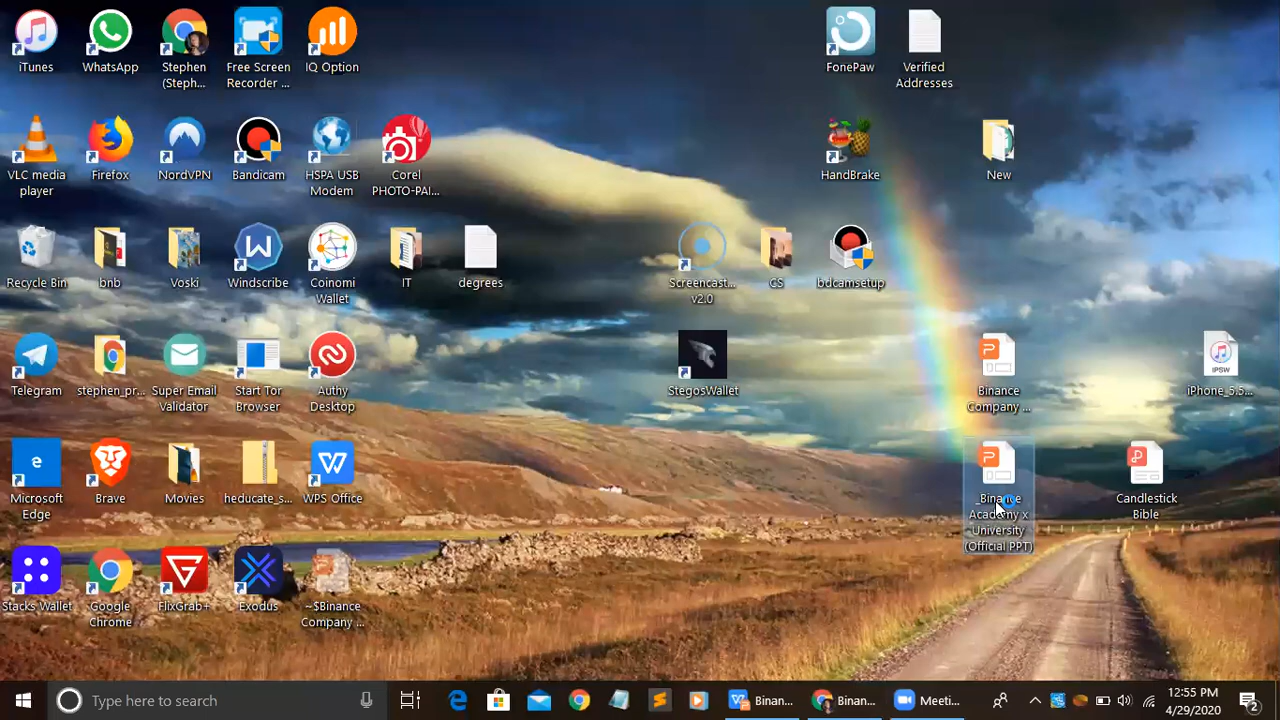 iTunes
WhatsApp
Stephen
(Steph...
Free Screen
Recorder ...
IQ Option
FonePaw
Verified
Addresses
VLC media
player
Firefox
NordVPN
Bandicam
HSPA USB
Modem
Corel
PHOTO-PAI...
HandBrake
New
Recycle Bin
bnb
Voski
Windscribe
Coinomi
Wallet
IT
degrees
Screencast...
v2.0
CS
bdcamsetup
Telegram
stephen_pr...
Super Email
Validator
Start Tor
Browser
Authy
Desktop
StegosWallet
Binance
Company ...
IPSW
iPhone_5.5...
Microsoft
Edge
Brave
Movies
heducate_s...
WPS Office
_Binance
Academy x
University
(Official PPT)
Candlestick
Bible
Stacks Wallet
Google
Chrome
FlixGrab+
Exodus
~$Binance
Company ...
Type here to search
Binan...
Binan...
Meeti...
12:55 PM
4/29/2020
2